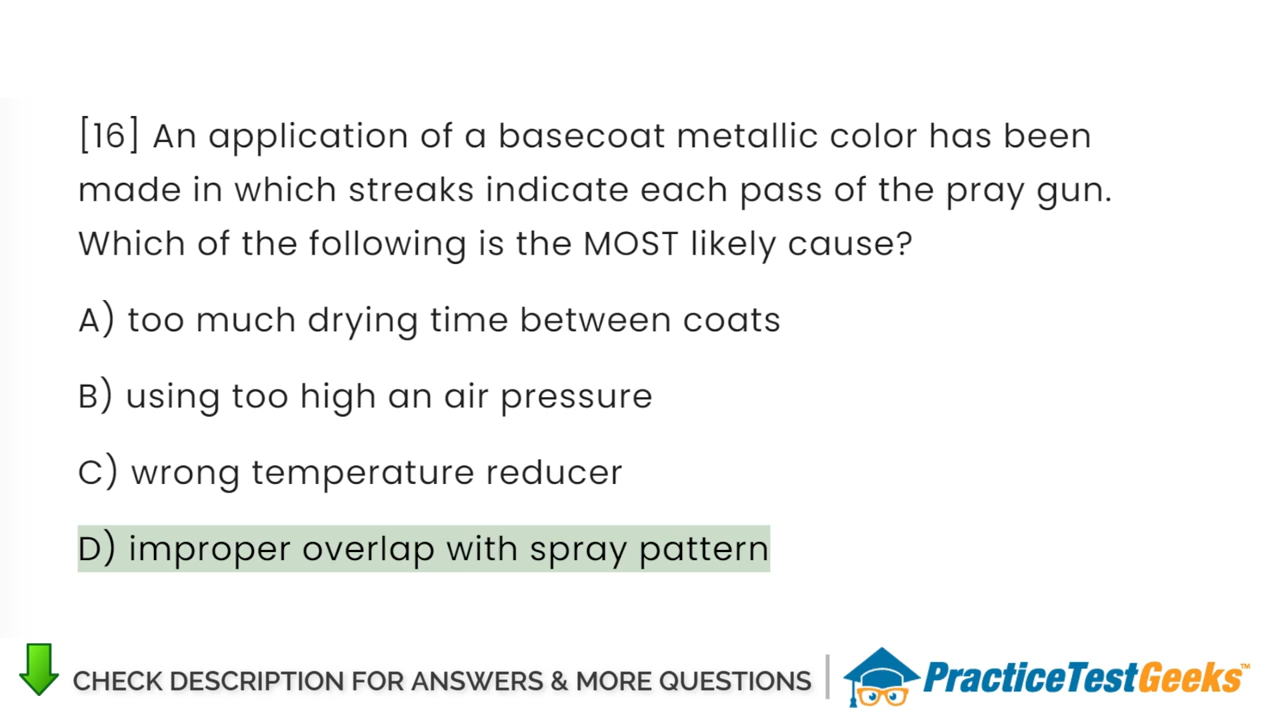 [16] An application of a basecoat metallic color has been
made in which streaks indicate each pass of the pray gun.
Which of the following is the MOST likely cause?
A) too much drying time between coats
B) using too high an air pressure
C) wrong temperature reducer
D) improper overlap with spray pattern
CHECK DESCRIPTION FOR ANSWERS & MORE QUESTIONS
PracticeTestGeeks™